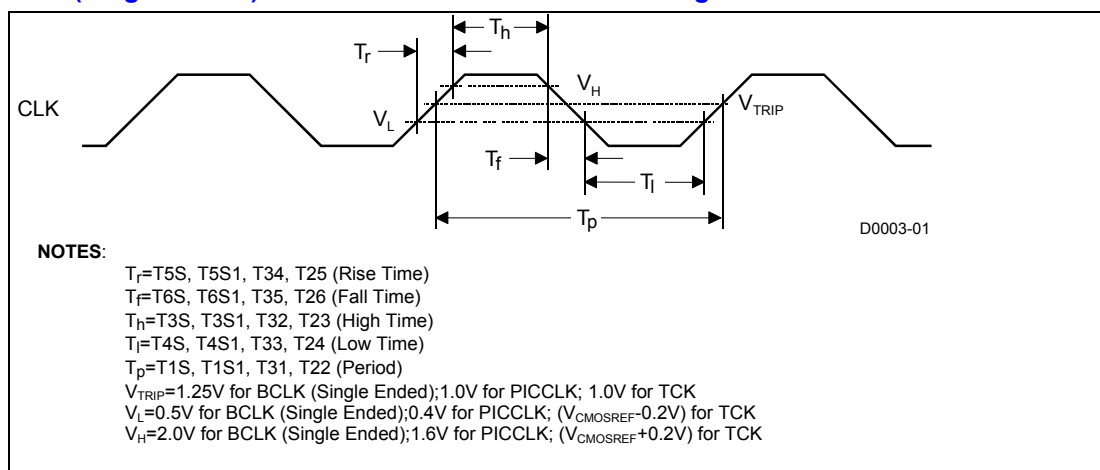 Th
Tr
CLK
VH
VTRIP
VL
Tf
Tl
Tp
D0003-01
NOTES:
Tr=T5S, T5S1, T34, T25 (Rise Time)
Tf=T6S, T6S1, T35, T26 (Fall Time)
Th=T3S, T3S1, T32, T23 (High Time)
Tl=T4S, T4S1, T33, T24 (Low Time)
Tp=T1S, T1S1, T31, T22 (Period)
VTRIP=1.25V for BCLK (Single Ended);1.0V for PICCLK; 1.0V for TCK
VL=0.5V for BCLK (Single Ended);0.4V for PICCLK; (VCMOSREF-0.2V) for TCK
VH=2.0V for BCLK (Single Ended);1.6V for PICCLK; (VCMOSREF+0.2V) for TCK